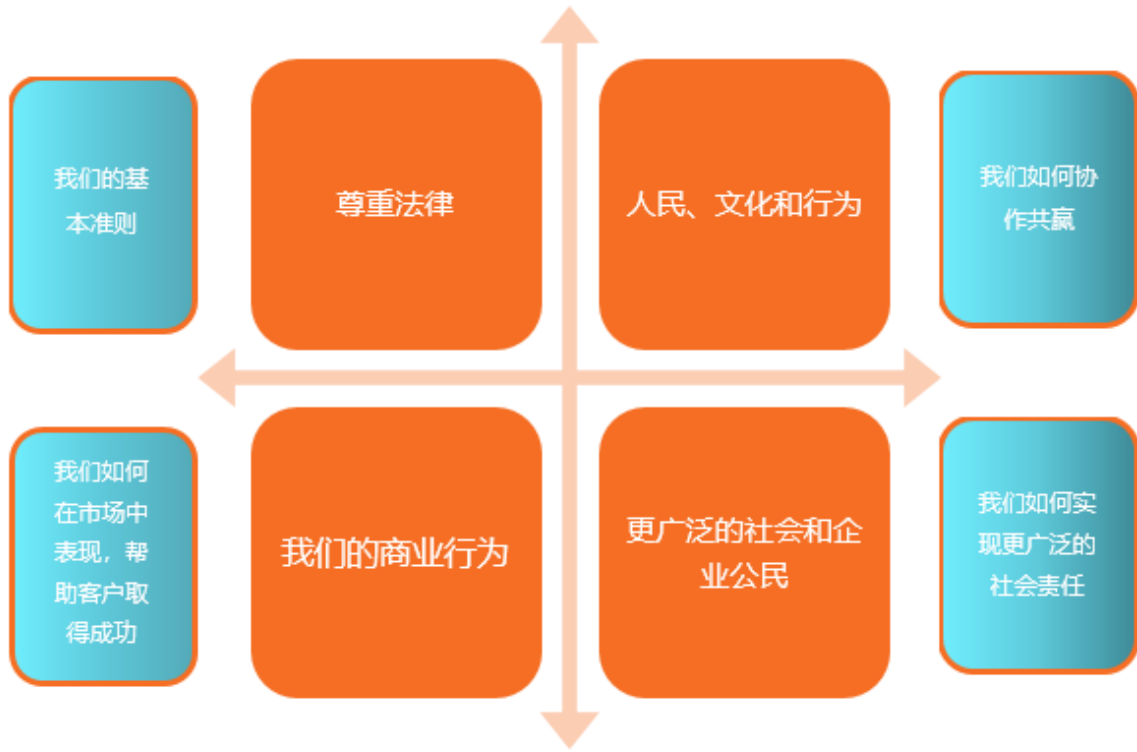 我们的基
本准则
尊重法律
人民、文化和行为
我们如何协
作共赢
我们如何
在市场中
表现，帮
助客户取
得成功
我们的商业行为
更广泛的社会和企
业公民
我们如何实
现更广泛的
社会责任